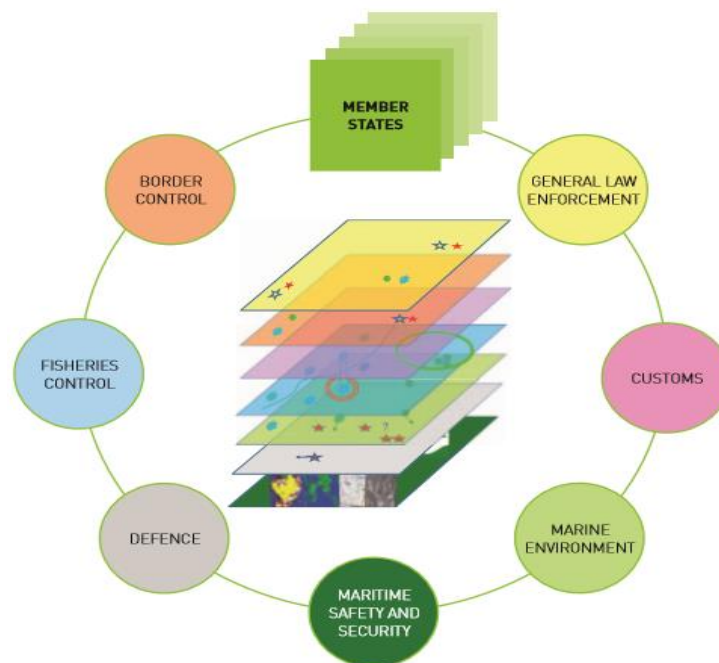 MEMBER
STATES
BORDER
CONTROL
GENERAL LAW
ENFORCEMENT
FISHERIES
CONTROL
CUSTOMS
DEFENCE
MARINE
ENVIRONMENT
MARITIME
SAFETY AND
SECURITY